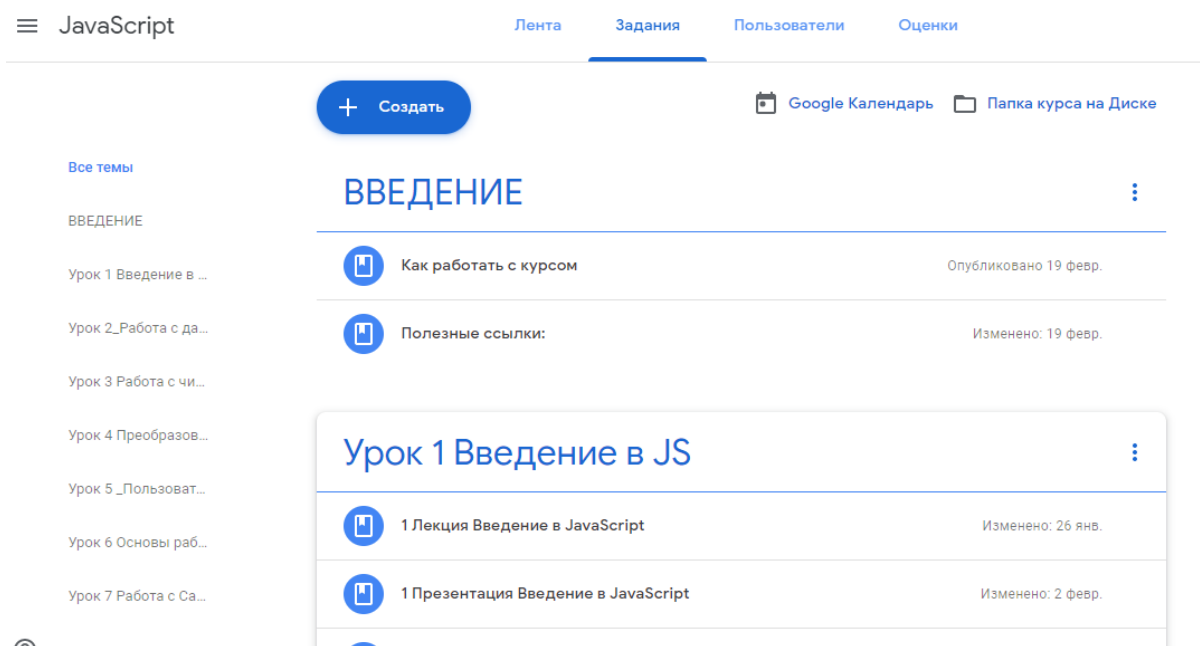 JavaScript
Лента
Задания
Пользователи
Оценки
Создать
Google Календарь
Папка курса на Диске
Все темы
ВВЕДЕНИЕ
Урок 1 Введение в ...
Урок 2_Работа с да...
Урок 3 Работа с чи...
Урок 4 Преобразов...
Урок 5 _Пользоват...
Урок 6 Основы раб...
Урок 7 Работа с Са...
ВВЕДЕНИЕ
Как работать с курсом
Опубликовано 19 февр.
Полезные ссылки:
Изменено: 19 февр.
Урок 1 Введение в JS
1 Лекция Введение в JavaScript
Изменено: 26 янв.
1 Презентация Введение в JavaScript
Изменено: 2 февр.